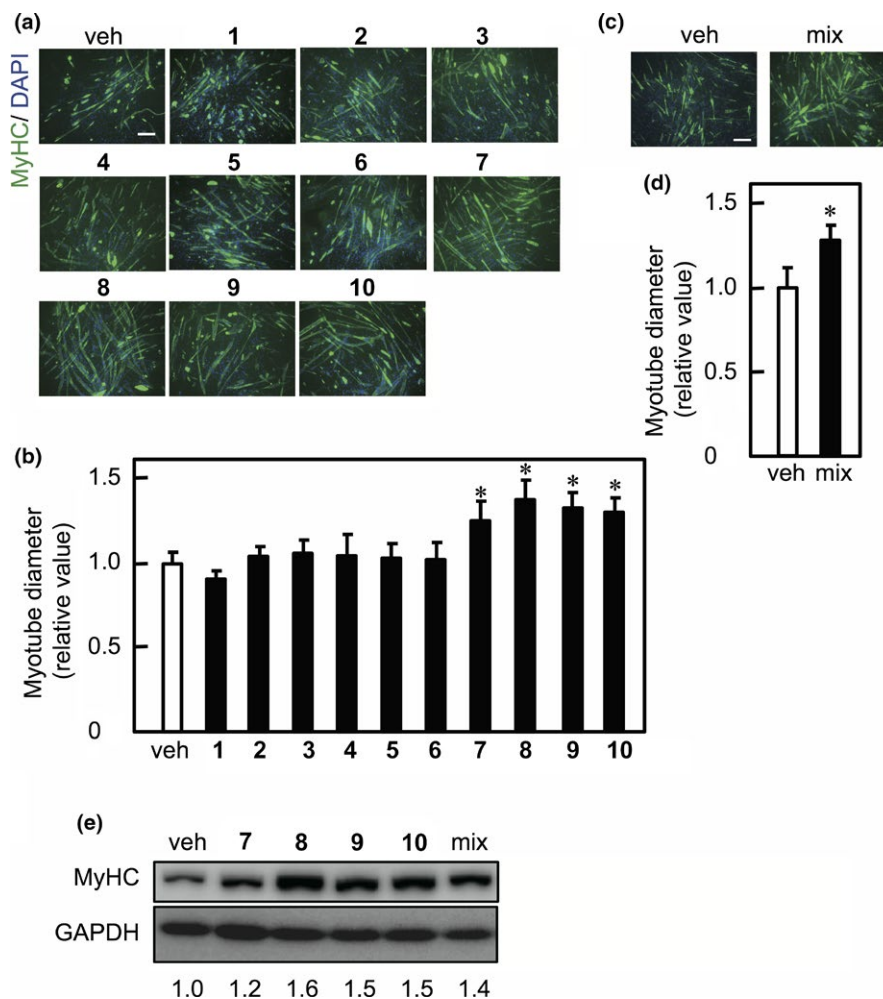 (a)
veh 1 2 3
MyHC/ DAPI
4 5 6 7
8 9 10
(c)
veh mix
(d)
1.5
1.0
0.5
0
Myotube diameter
(relative value)
*
veh mix
(b)
1.5
1.0
0.5
0
Myotube diameter
(relative value)
* * * *
veh 1 2 3 4 5 6 7 8 9 10
(e)
veh 7 8 9 10 mix
MyHC
GAPDH
1.0 1.2 1.6 1.5 1.5 1.4